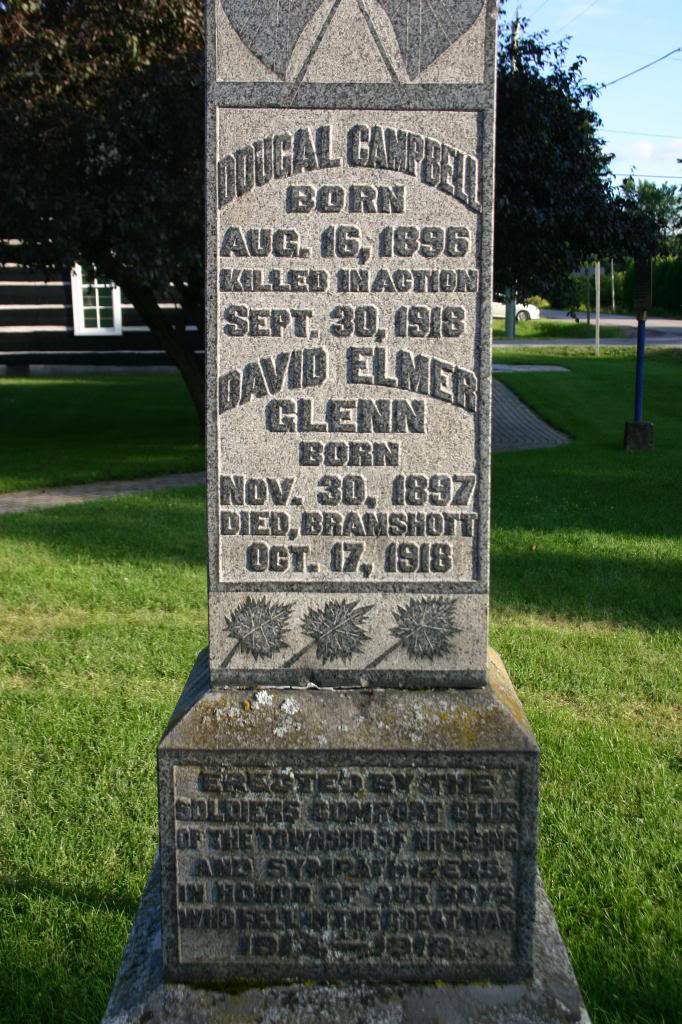 DOUGAL CAMPBELL
BORN
AUG. 16, 1896
KILLED IN ACTION
SEPT. 30, 1918
DAVID ELMER
GLENN
BORN
NOV. 30, 1897
DIED, BRAMSHOTT
OCT. 17, 1918
ERECTED BY THE
SOLDIERS COMFORT CLUB
OF THE TOWNSHIP OF NIPISSING
AND SYMPATHIZERS,
IN HONOR OF OUR BOYS
WHO FELL IN THE GREAT WAR
1914 – 1918